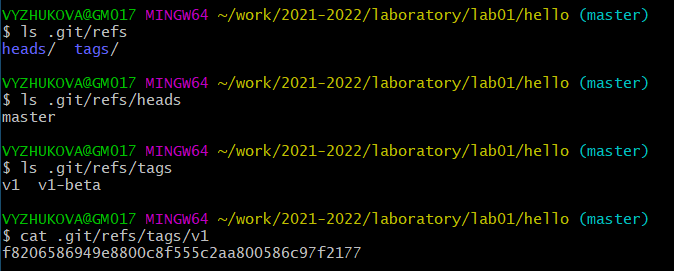 VYZHUKOVA@GM017 MINGW64 ~/work/2021-2022/laboratory/lab01/hello (master)
$ ls .git/refs
heads/  tags/
VYZHUKOVA@GM017 MINGW64 ~/work/2021-2022/laboratory/lab01/hello (master)
$ ls .git/refs/heads
master
VYZHUKOVA@GM017 MINGW64 ~/work/2021-2022/laboratory/lab01/hello (master)
$ ls .git/refs/tags
v1  v1-beta
VYZHUKOVA@GM017 MINGW64 ~/work/2021-2022/laboratory/lab01/hello (master)
$ cat .git/refs/tags/v1
f8206586949e8800c8f555c2aa800586c97f2177